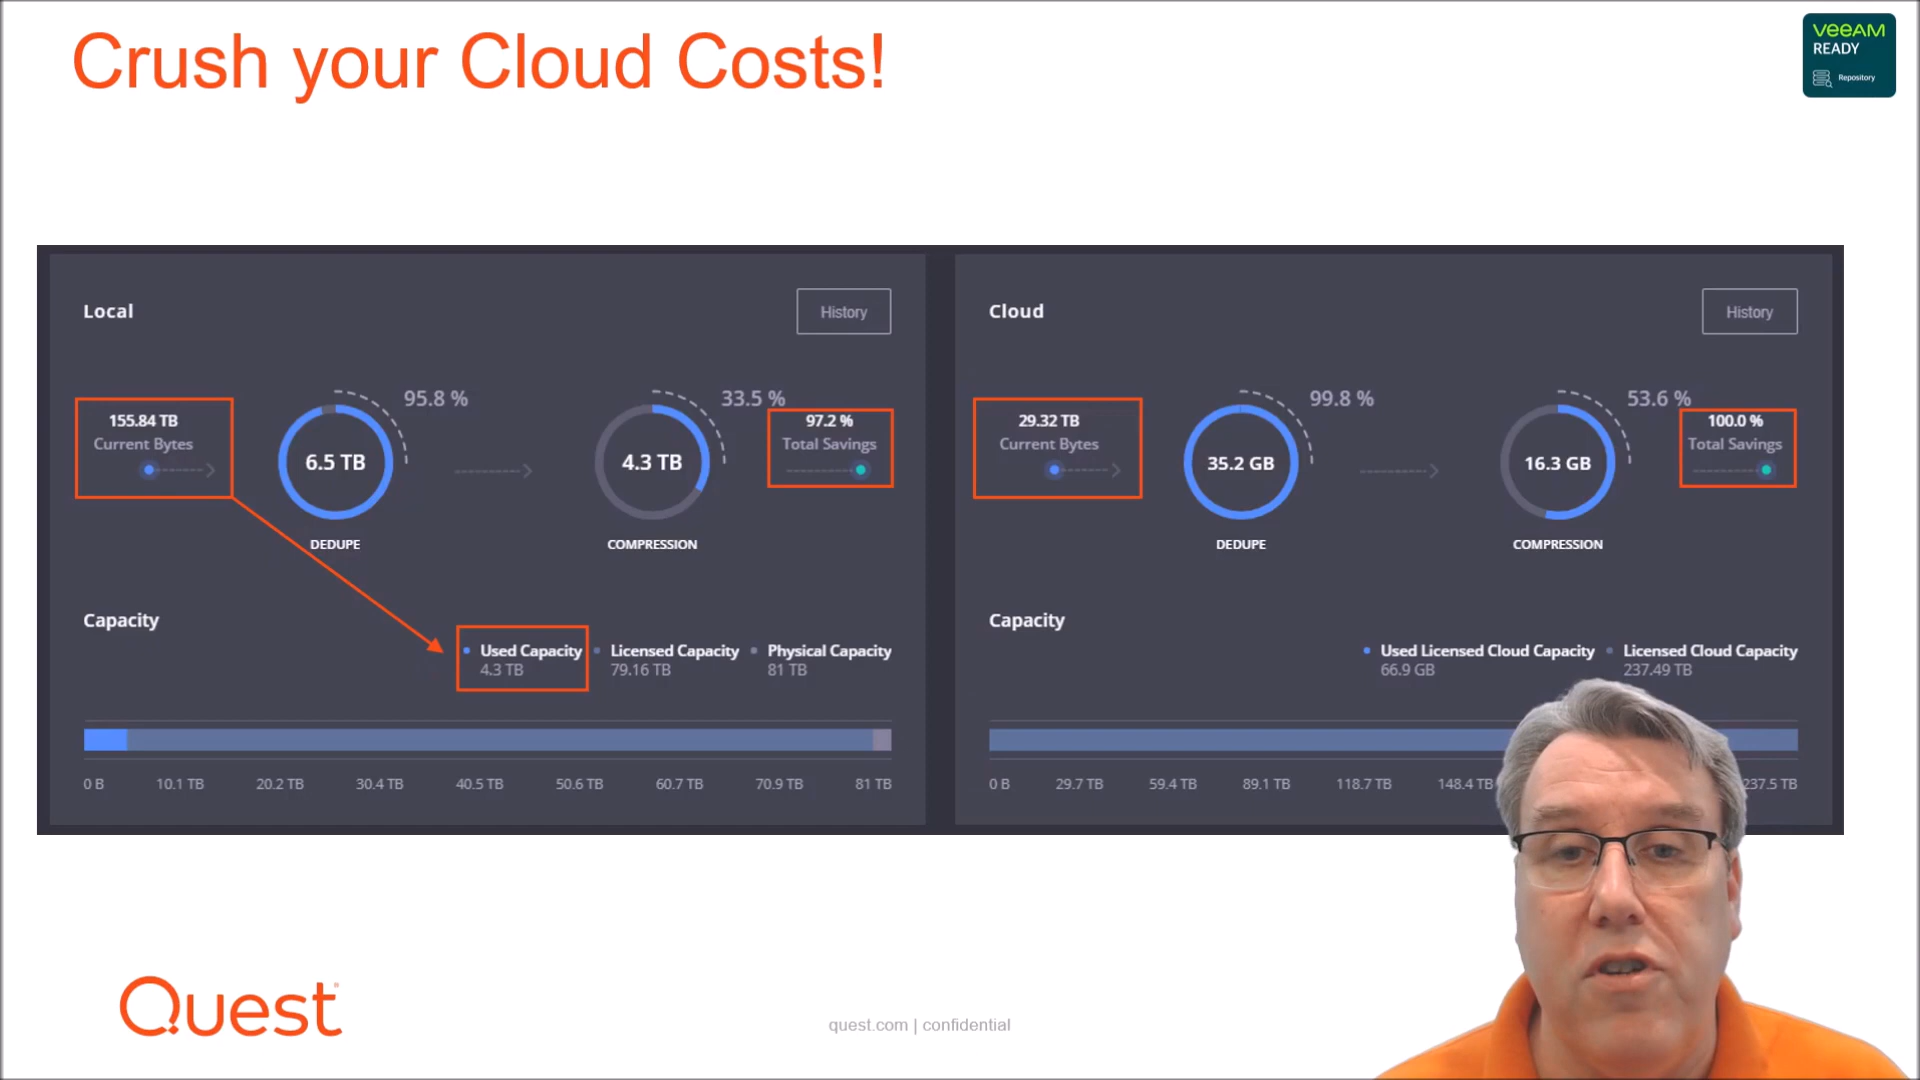 Crush your Cloud Costs!
veeAM
READY
Repository
Local
History
155.84 TB
Current Bytes
95.8 %
6.5 TB
DEDUPE
33.5 %
4.3 TB
COMPRESSION
97.2 %
Total Savings
Capacity
Used Capacity
4.3 TB
Licensed Capacity
79.16 TB
Physical Capacity
81 TB
0 B 10.1 TB 20.2 TB 30.4 TB 40.5 TB 50.6 TB 60.7 TB 70.9 TB 81 TB
Cloud
History
29.32 TB
Current Bytes
99.8 %
35.2 GB
DEDUPE
53.6 %
16.3 GB
COMPRESSION
100.0 %
Total Savings
Capacity
Used Licensed Cloud Capacity
66.9 GB
Licensed Cloud Capacity
237.49 TB
0 B 29.7 TB 59.4 TB 89.1 TB 118.7 TB 148.4 TB 237.5 TB
Quest
quest.com | confidential